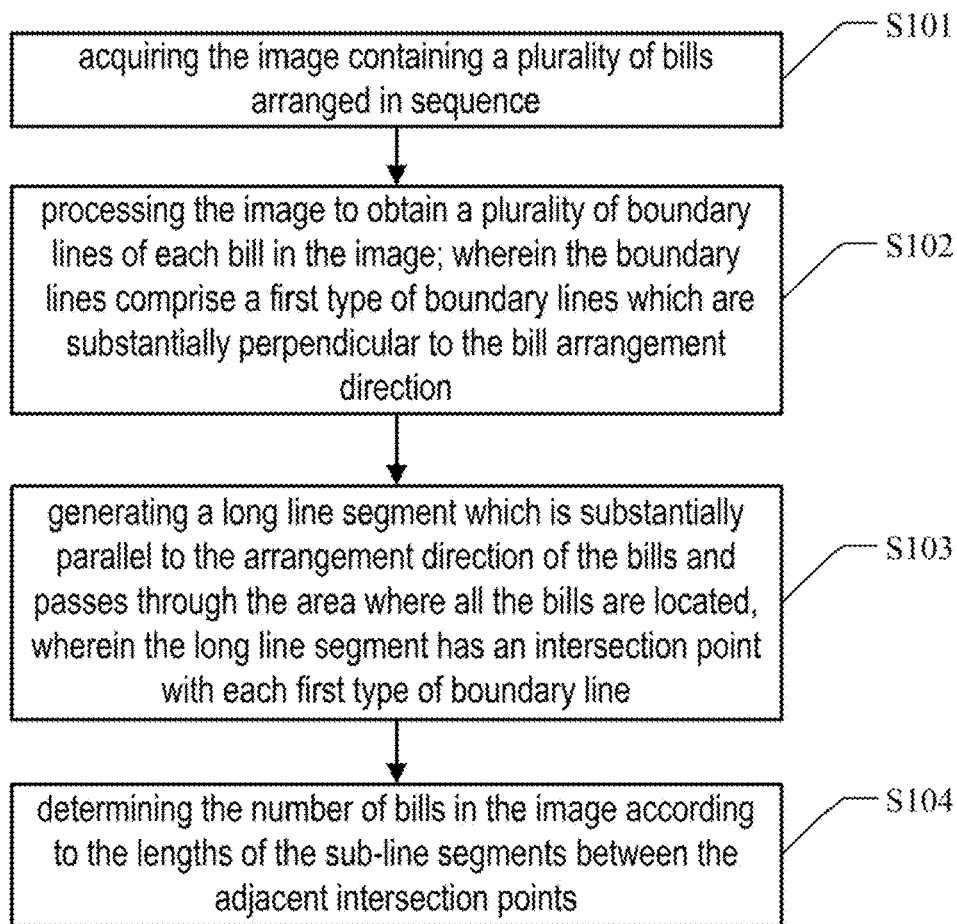 S101
acquiring the image containing a plurality of bills
arranged in sequence
processing the image to obtain a plurality of boundary
lines of each bill in the image; wherein the boundary
lines comprise a first type of boundary lines which are
substantially perpendicular to the bill arrangement
direction
S102
generating a long line segment which is substantially
parallel to the arrangement direction of the bills and
passes through the area where all the bills are located,
wherein the long line segment has an intersection point
with each first type of boundary line
S103
determining the number of bills in the image according
to the lengths of the sub-line segments between the
adjacent intersection points
S104